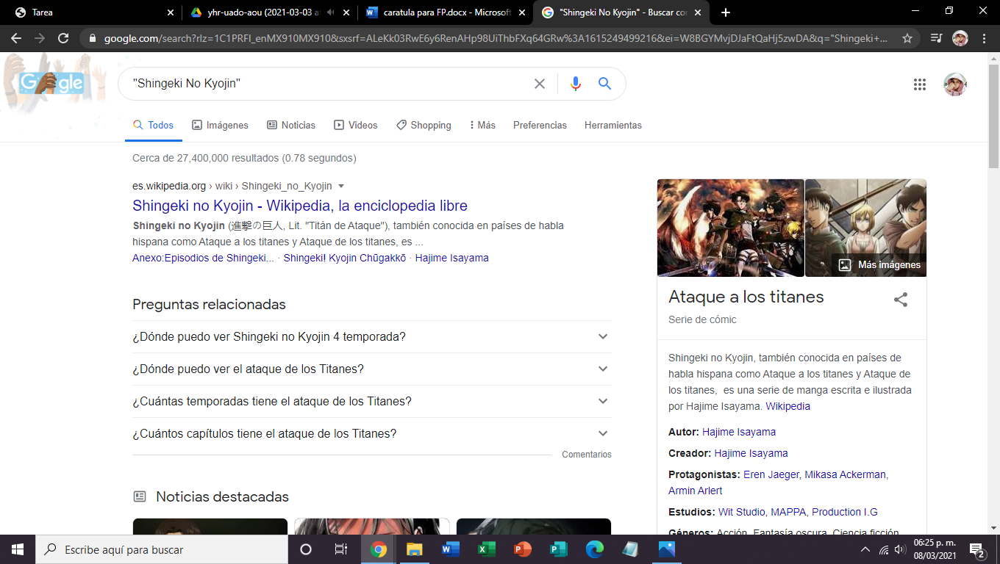 Tarea
yhr-uado-aou (2021-03-03 at
caratula para FP.docx - Microsoft
"Shingeki No Kyojin" - Buscar con
google.com/search?rlz=1C1PRFI_enMX910MX910&sxsrf=ALeKk03RwE6y6RenAHp98UiThbFXq64GRw%3A1615249499216&ei=W8BGYMvjDJaFtQaHj5zwDA&q="Shingeki+...
Google
"Shingeki No Kyojin"
Todos
Imágenes
Noticias
Videos
Shopping
Más
Preferencias
Herramientas
Cerca de 27,400,000 resultados (0.78 segundos)
es.wikipedia.org › wiki › Shingeki_no_Kyojin
Shingeki no Kyojin - Wikipedia, la enciclopedia libre
Shingeki no Kyojin (進撃の巨人, Lit. "Titán de Ataque"), también conocida en países de habla
hispana como Ataque a los titanes y Ataque de los titanes, es ...
Anexo:Episodios de Shingeki... · Shingeki! Kyojin Chūgakkō · Hajime Isayama
Preguntas relacionadas
¿Dónde puedo ver Shingeki no Kyojin 4 temporada?
¿Dónde puedo ver el ataque de los Titanes?
¿Cuántas temporadas tiene el ataque de los Titanes?
¿Cuántos capítulos tiene el ataque de los Titanes?
Comentarios
Noticias destacadas
Más imágenes
Ataque a los titanes
Serie de cómic
Shingeki no Kyojin, también conocida en países de
habla hispana como Ataque a los titanes y Ataque de
los titanes, es una serie de manga escrita e ilustrada
por Hajime Isayama. Wikipedia
Autor: Hajime Isayama
Creador: Hajime Isayama
Protagonistas: Eren Jaeger, Mikasa Ackerman,
Armin Arlert
Estudios: Wit Studio, MAPPA, Production I.G
Géneros: Acción, Fantasía oscura, Ciencia ficción,
Escribe aquí para buscar
06:25 p. m.
08/03/2021
2